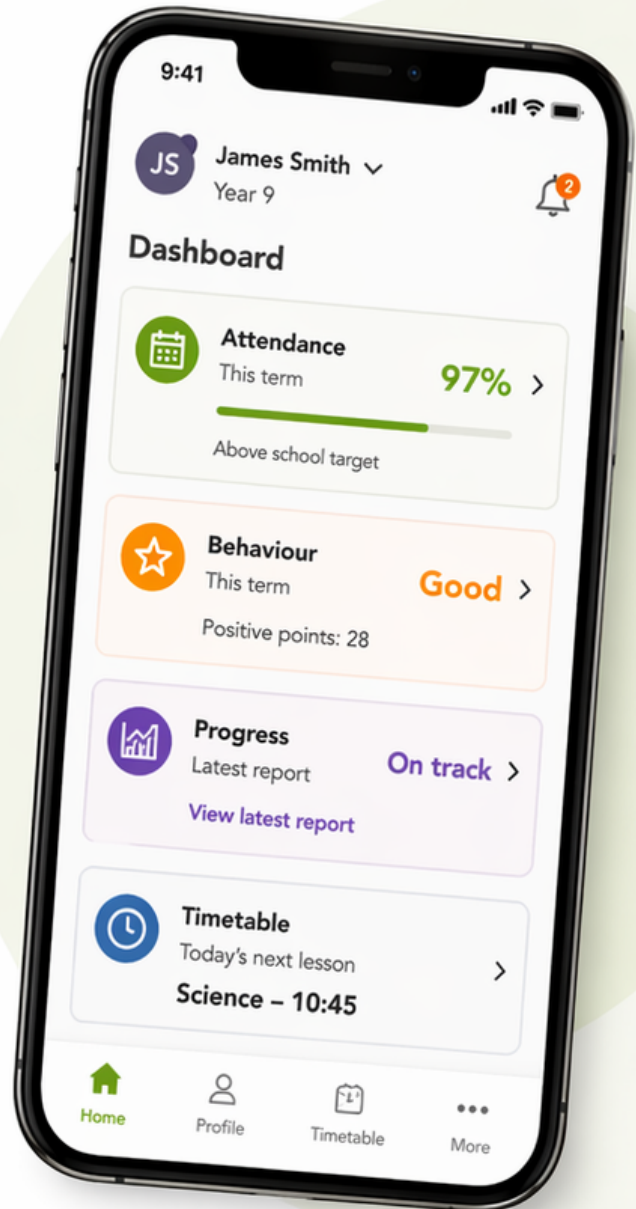 9:41
JS
James Smith
Year 9
2
Dashboard
Attendance
This term
97%
Above school target
Behaviour
This term
Good
Positive points: 28
Progress
Latest report
On track
View latest report
Timetable
Today's next lesson
Science – 10:45
Home
Profile
Timetable
More